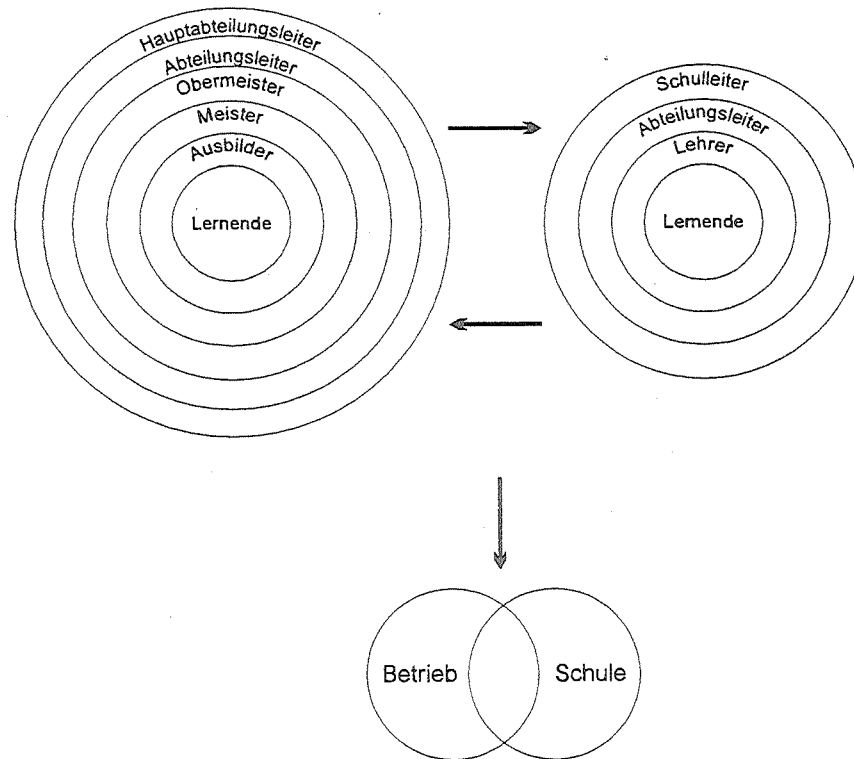 Hauptabteilungsleiter
Abteilungsleiter
Obermeister
Meister
Ausbilder
Lernende
Schulleiter
Abteilungsleiter
Lehrer
Lernende
Betrieb
Schule